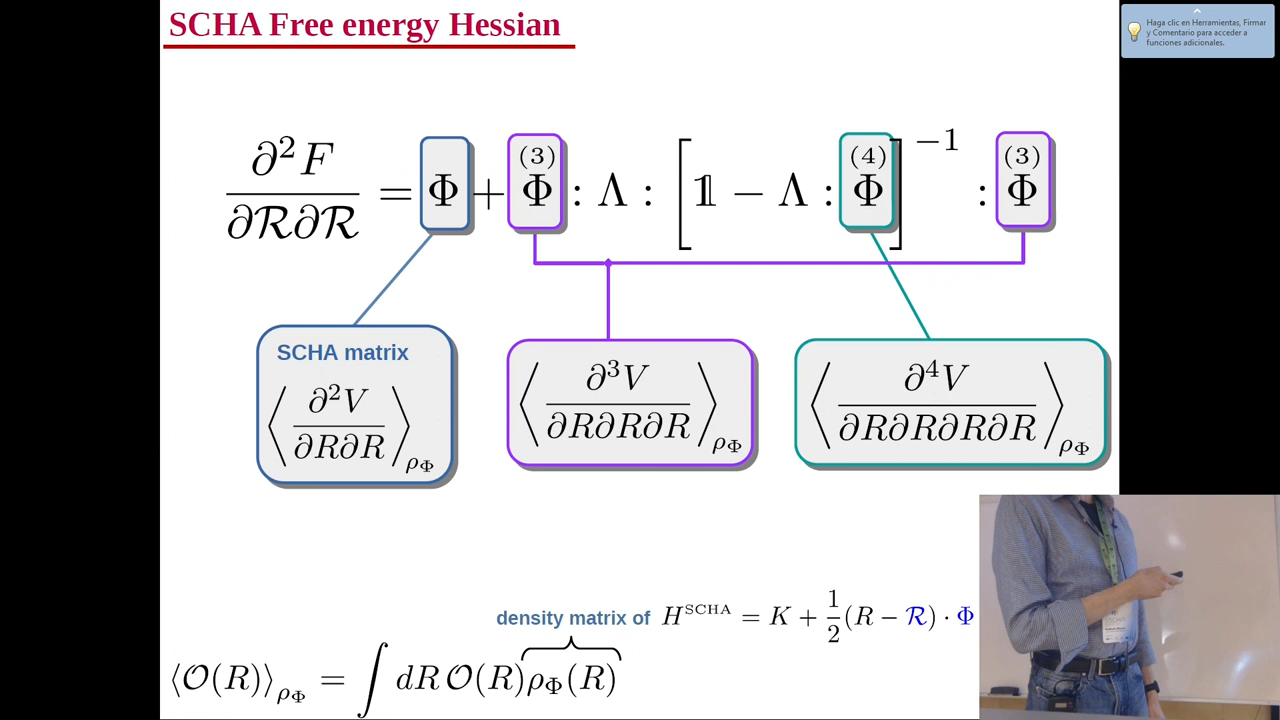 SCHA Free energy Hessian
Haga clic en Herramientas, Firmar
y Comentario para acceder a
funciones adicionales.
∂²F / ∂𝓡∂𝓡 = Φ + Φ⁽³⁾ : Λ : [𝟙 − Λ : Φ⁽⁴⁾]⁻¹ : Φ⁽³⁾
SCHA matrix
⟨ ∂²V / ∂R∂R ⟩ρΦ
⟨ ∂³V / ∂R∂R∂R ⟩ρΦ
⟨ ∂⁴V / ∂R∂R∂R∂R ⟩ρΦ
density matrix of H^SCHA = K + 1/2 (R − 𝓡) · Φ
⟨𝒪(R)⟩ρΦ = ∫ dR 𝒪(R)ρΦ(R)